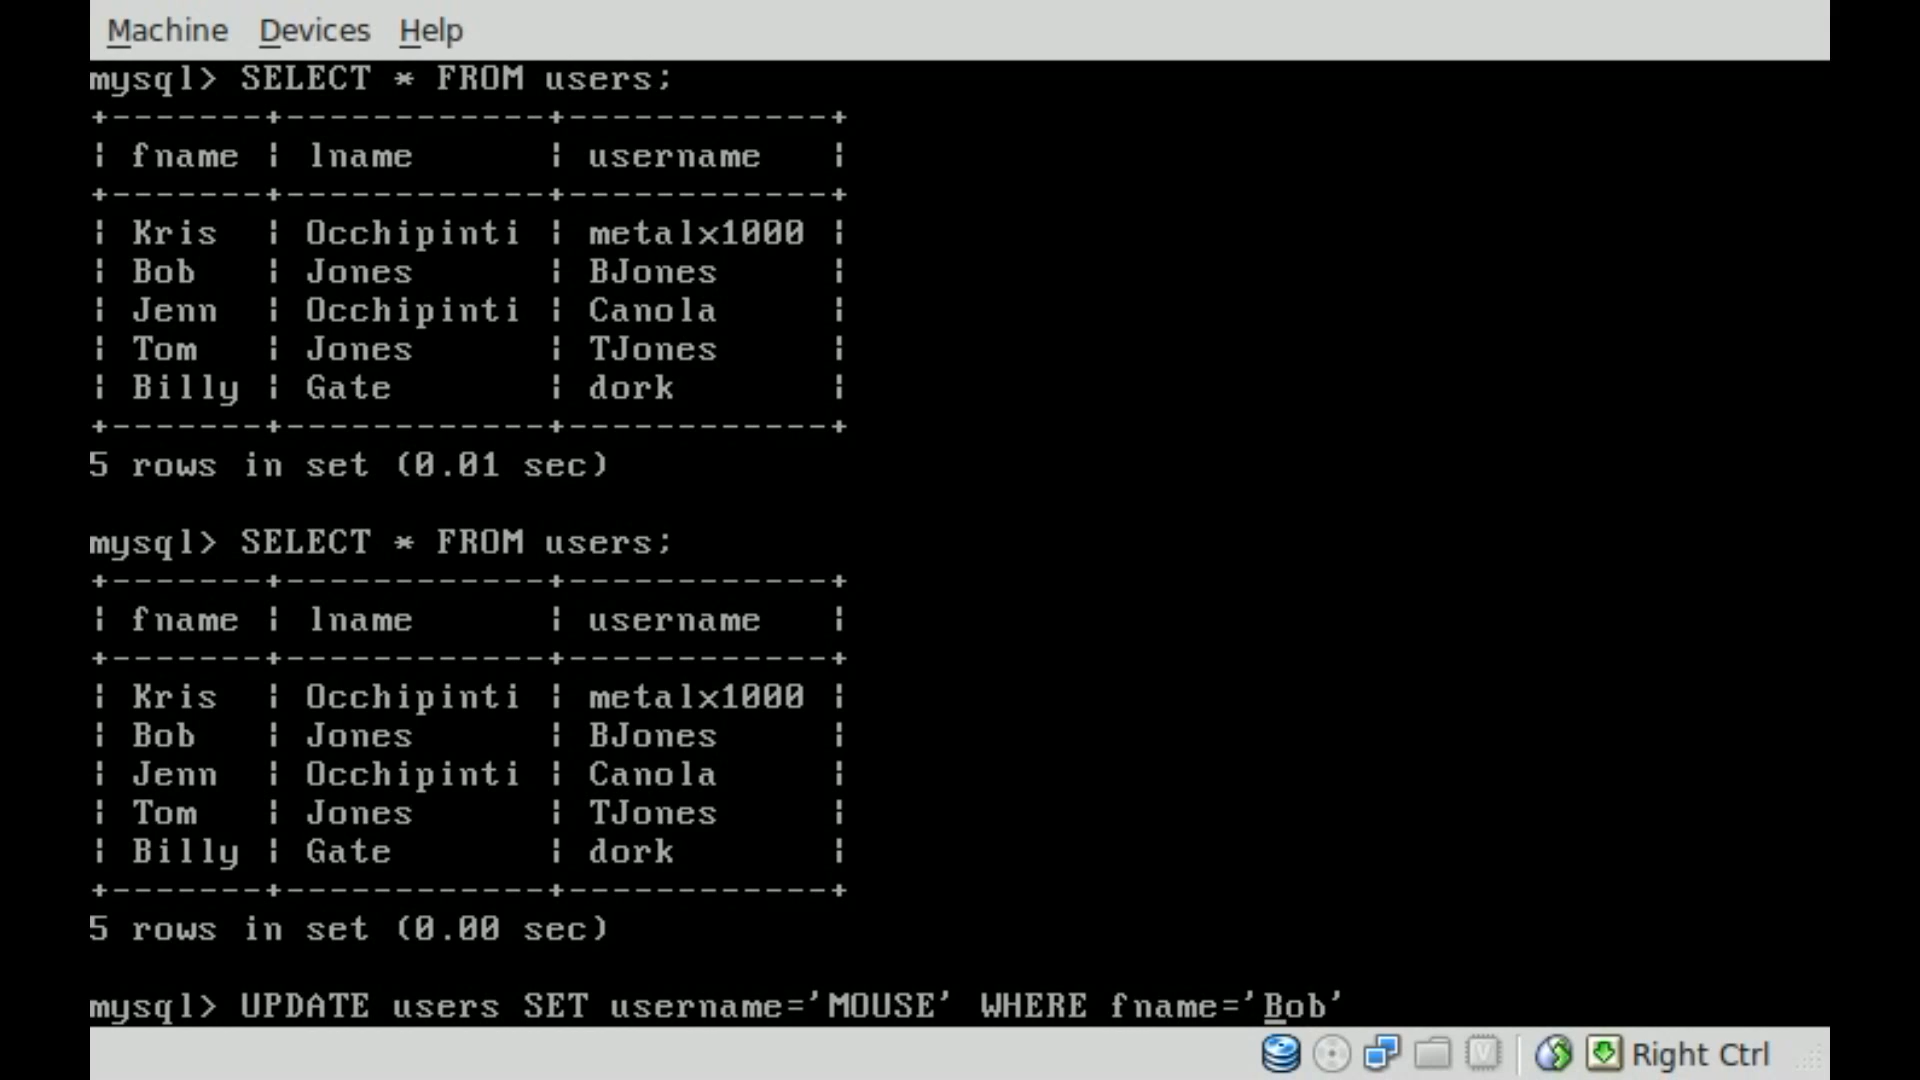 Machine Devices Help
mysql> SELECT * FROM users;
+-------+------------+------------+
| fname | lname      | username   |
+-------+------------+------------+
| Kris  | Occhipinti | metalx1000 |
| Bob   | Jones      | BJones     |
| Jenn  | Occhipinti | Canola     |
| Tom   | Jones      | TJones     |
| Billy | Gate       | dork       |
+-------+------------+------------+
5 rows in set (0.01 sec)
mysql> SELECT * FROM users;
+-------+------------+------------+
| fname | lname      | username   |
+-------+------------+------------+
| Kris  | Occhipinti | metalx1000 |
| Bob   | Jones      | BJones     |
| Jenn  | Occhipinti | Canola     |
| Tom   | Jones      | TJones     |
| Billy | Gate       | dork       |
+-------+------------+------------+
5 rows in set (0.00 sec)
mysql> UPDATE users SET username='MOUSE' WHERE fname='Bob'
Right Ctrl